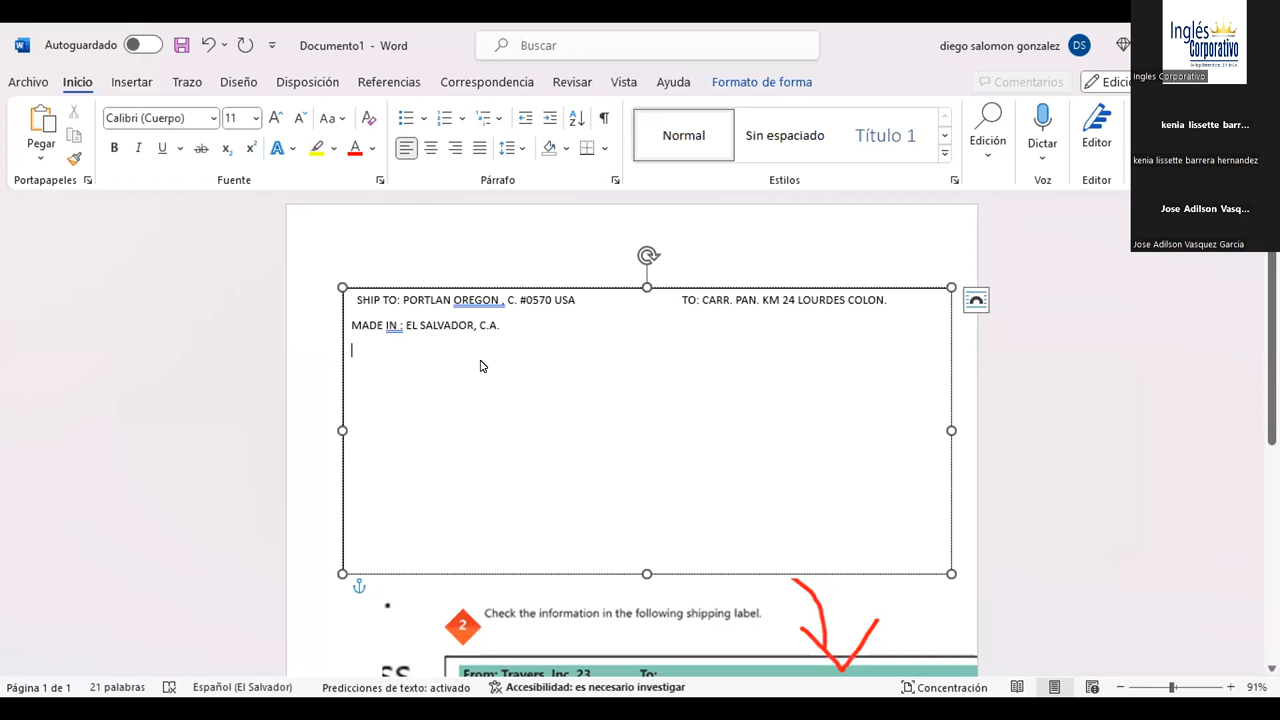 Autoguardado
Documento1 - Word
Buscar
diego salomon gonzalez
DS
Inglés
Corporativo
Ingles Corporativo
Archivo Inicio Insertar Trazo Diseño Disposición Referencias Correspondencia Revisar Vista Ayuda Formato de forma
Comentarios
Edició
kenia lissette barr...
kenia lissette barrera hernandez
Jose Adilson Vasq...
Jose Adilson Vasquez Garcia
Calibri (Cuerpo) 11
Pegar
Normal
Sin espaciado
Título 1
Edición
Dictar
Editor
Portapapeles
Fuente
Párrafo
Estilos
Voz
Editor
SHIP TO: PORTLAN OREGON , C. #0570 USA
TO: CARR. PAN. KM 24 LOURDES COLON.
MADE IN : EL SALVADOR, C.A.
2
Check the information in the following shipping label.
From: Travers, Inc. 23 To:
Página 1 de 1
21 palabras
Español (El Salvador)
Predicciones de texto: activado
Accesibilidad: es necesario investigar
Concentración
91%